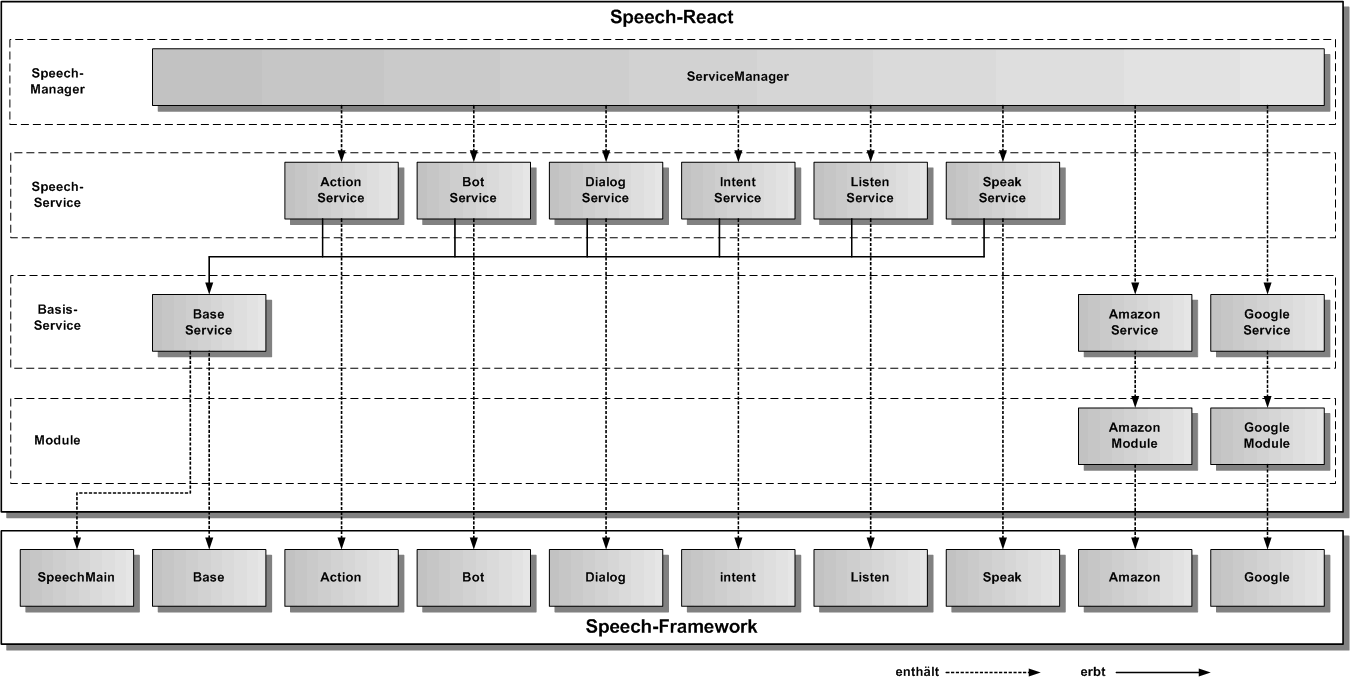 Speech-React
Speech-
Manager
ServiceManager
Speech-
Service
Action
Service
Bot
Service
Dialog
Service
Intent
Service
Listen
Service
Speak
Service
Basis-
Service
Base
Service
Amazon
Service
Google
Service
Module
Amazon
Module
Google
Module
SpeechMain
Base
Action
Bot
Dialog
intent
Listen
Speak
Amazon
Google
Speech-Framework
enthält
erbt